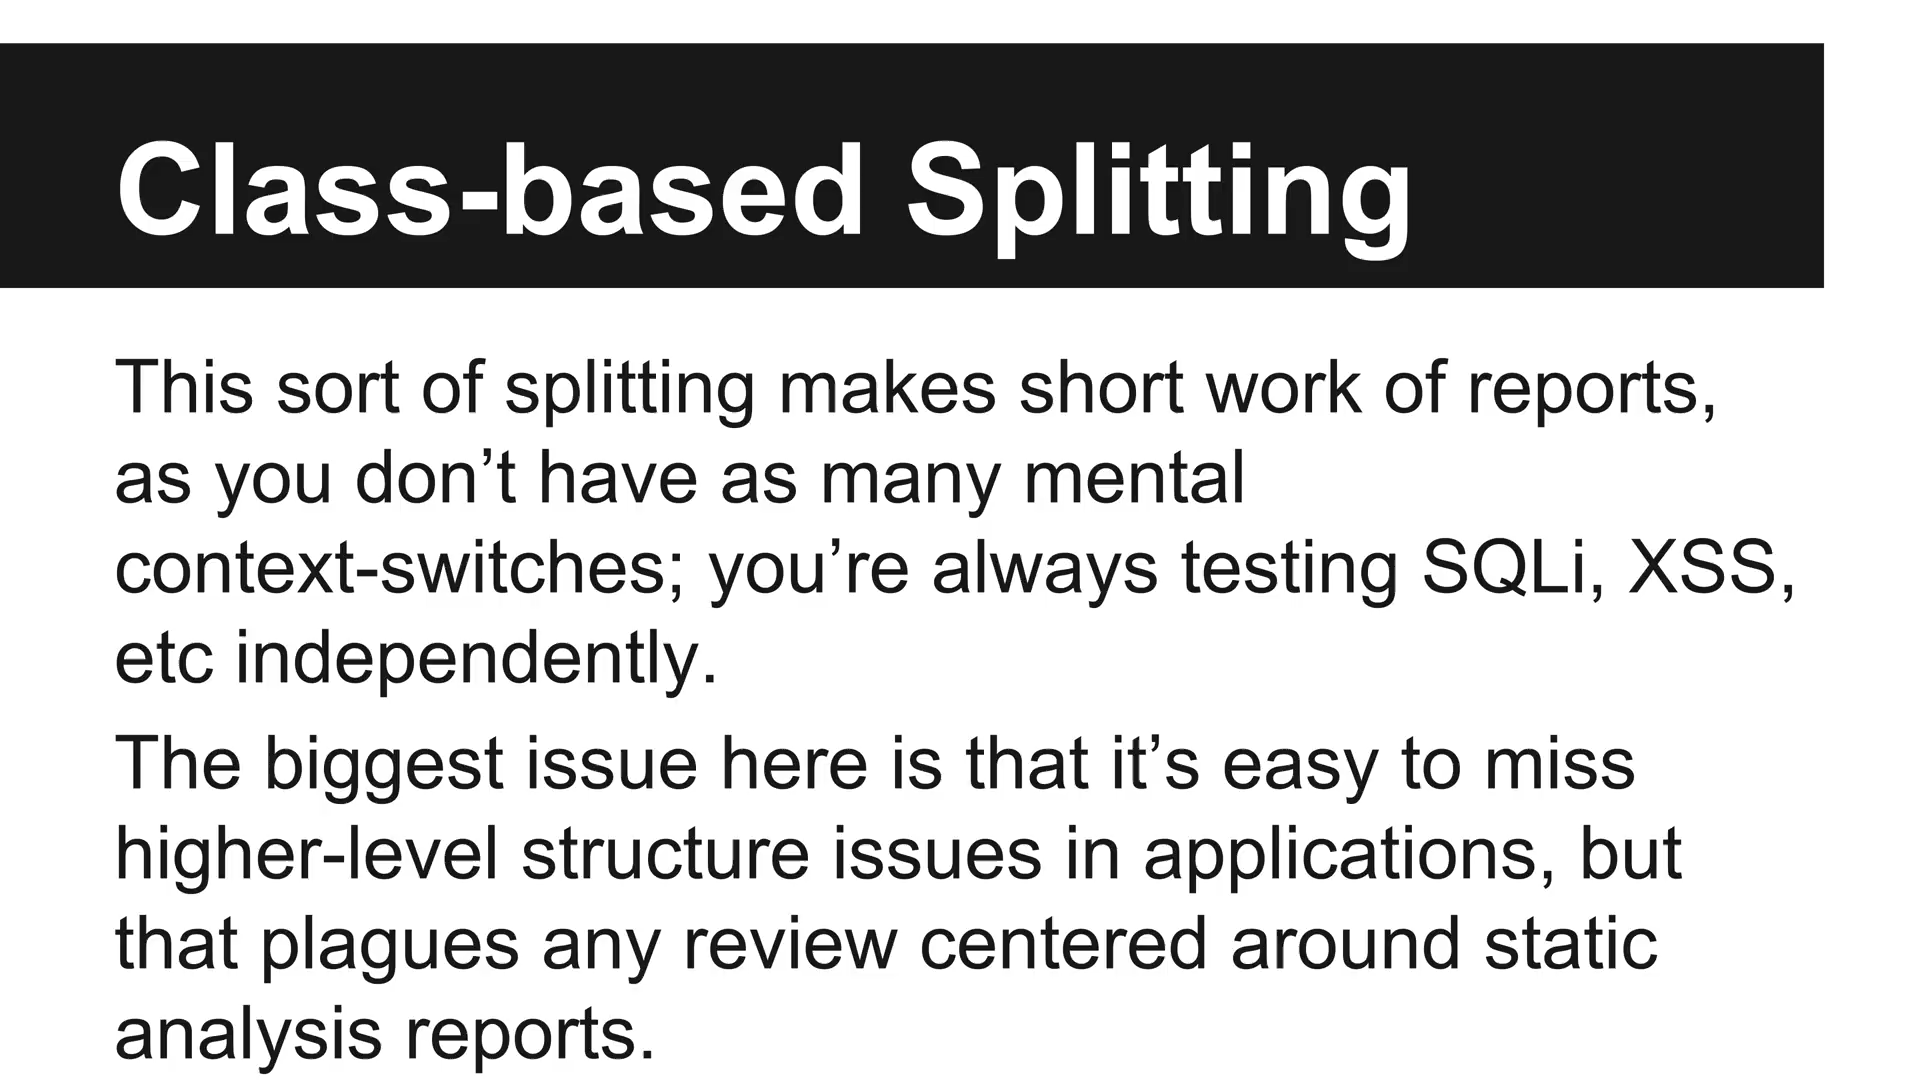 Class-based Splitting
This sort of splitting makes short work of reports,
as you don’t have as many mental
context-switches; you’re always testing SQLi, XSS,
etc independently.
The biggest issue here is that it’s easy to miss
higher-level structure issues in applications, but
that plagues any review centered around static
analysis reports.